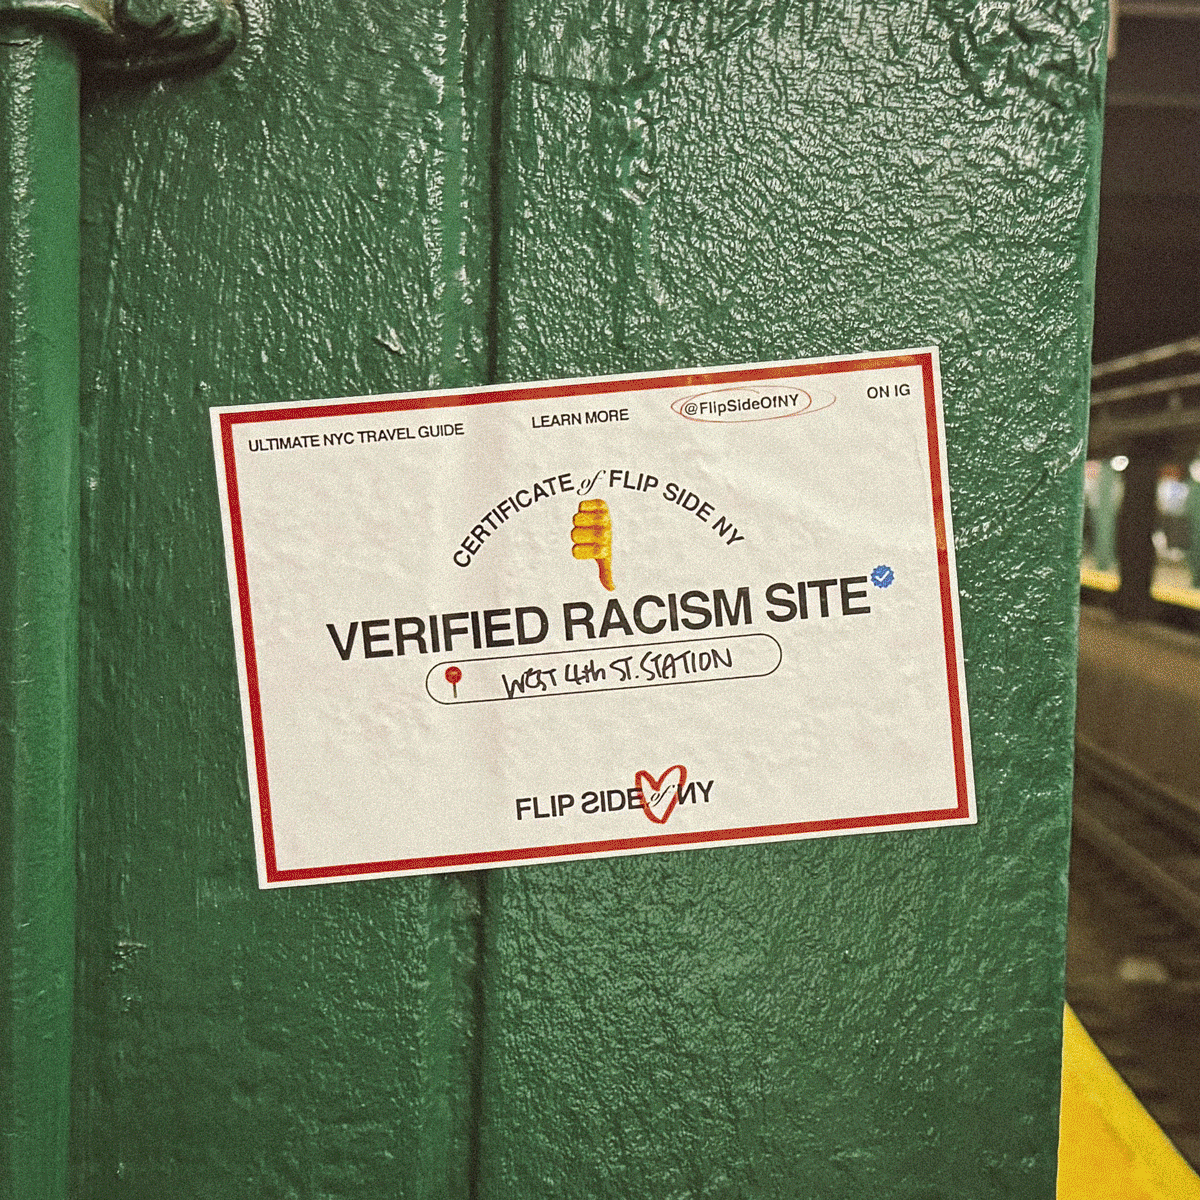 ULTIMATE NYC TRAVEL GUIDE LEARN MORE @FlipSideOfNY ON IG
CERTIFICATE of FLIP SIDE NY
VERIFIED RACISM SITE
WEST 4th ST. STATION
FLIP SIDE of NY